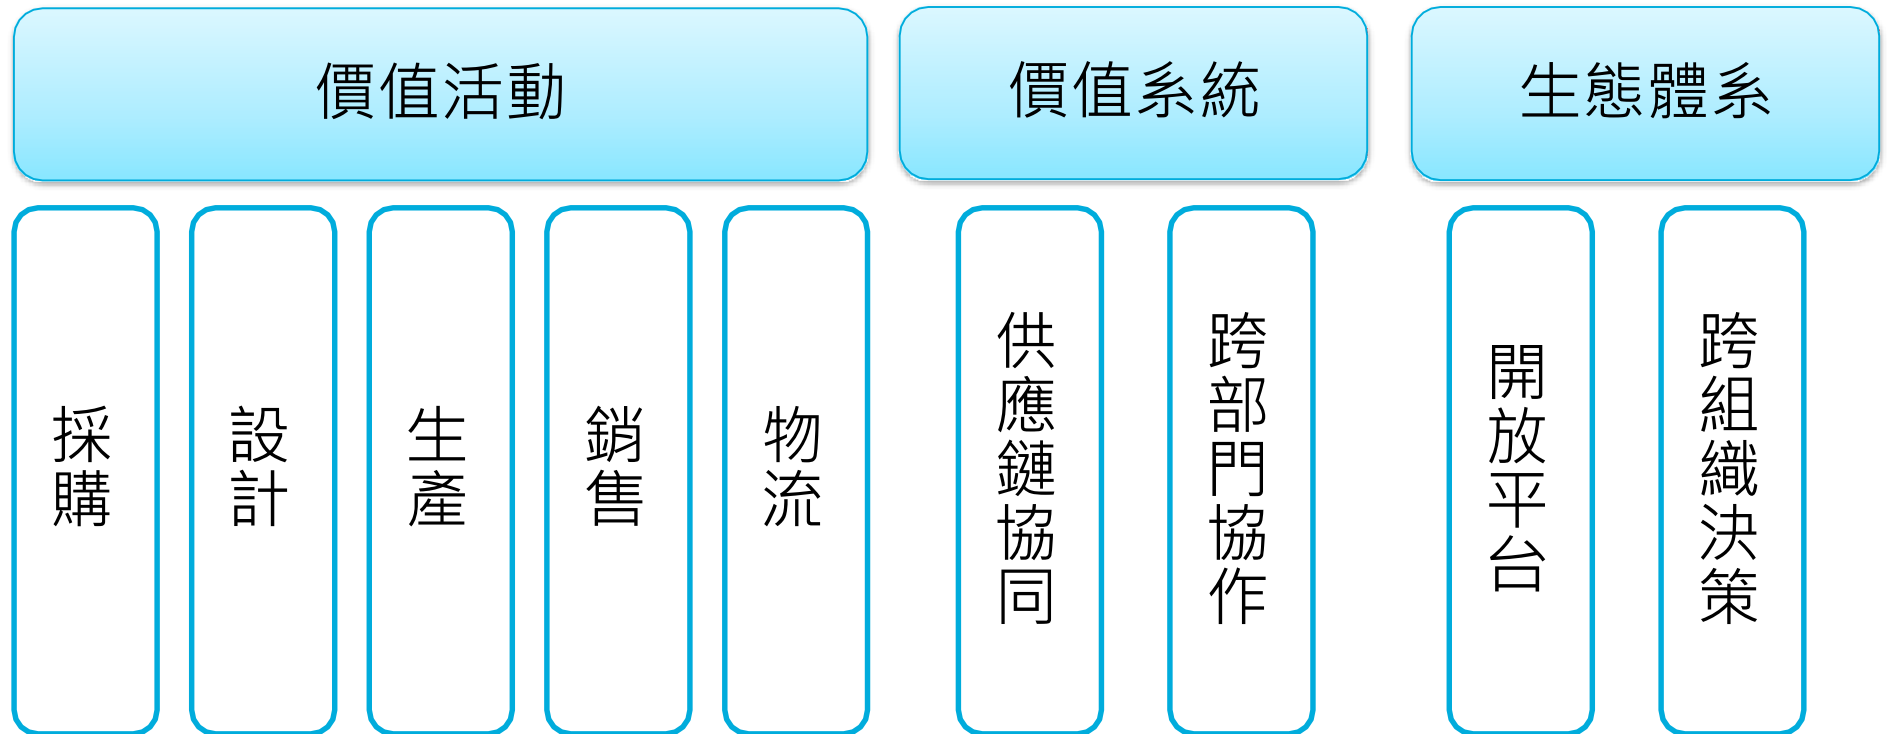 價值活動
價值系統
生態體系
採購
設計
生產
銷售
物流
供應鏈協同
跨部門協作
開放平台
跨組織決策